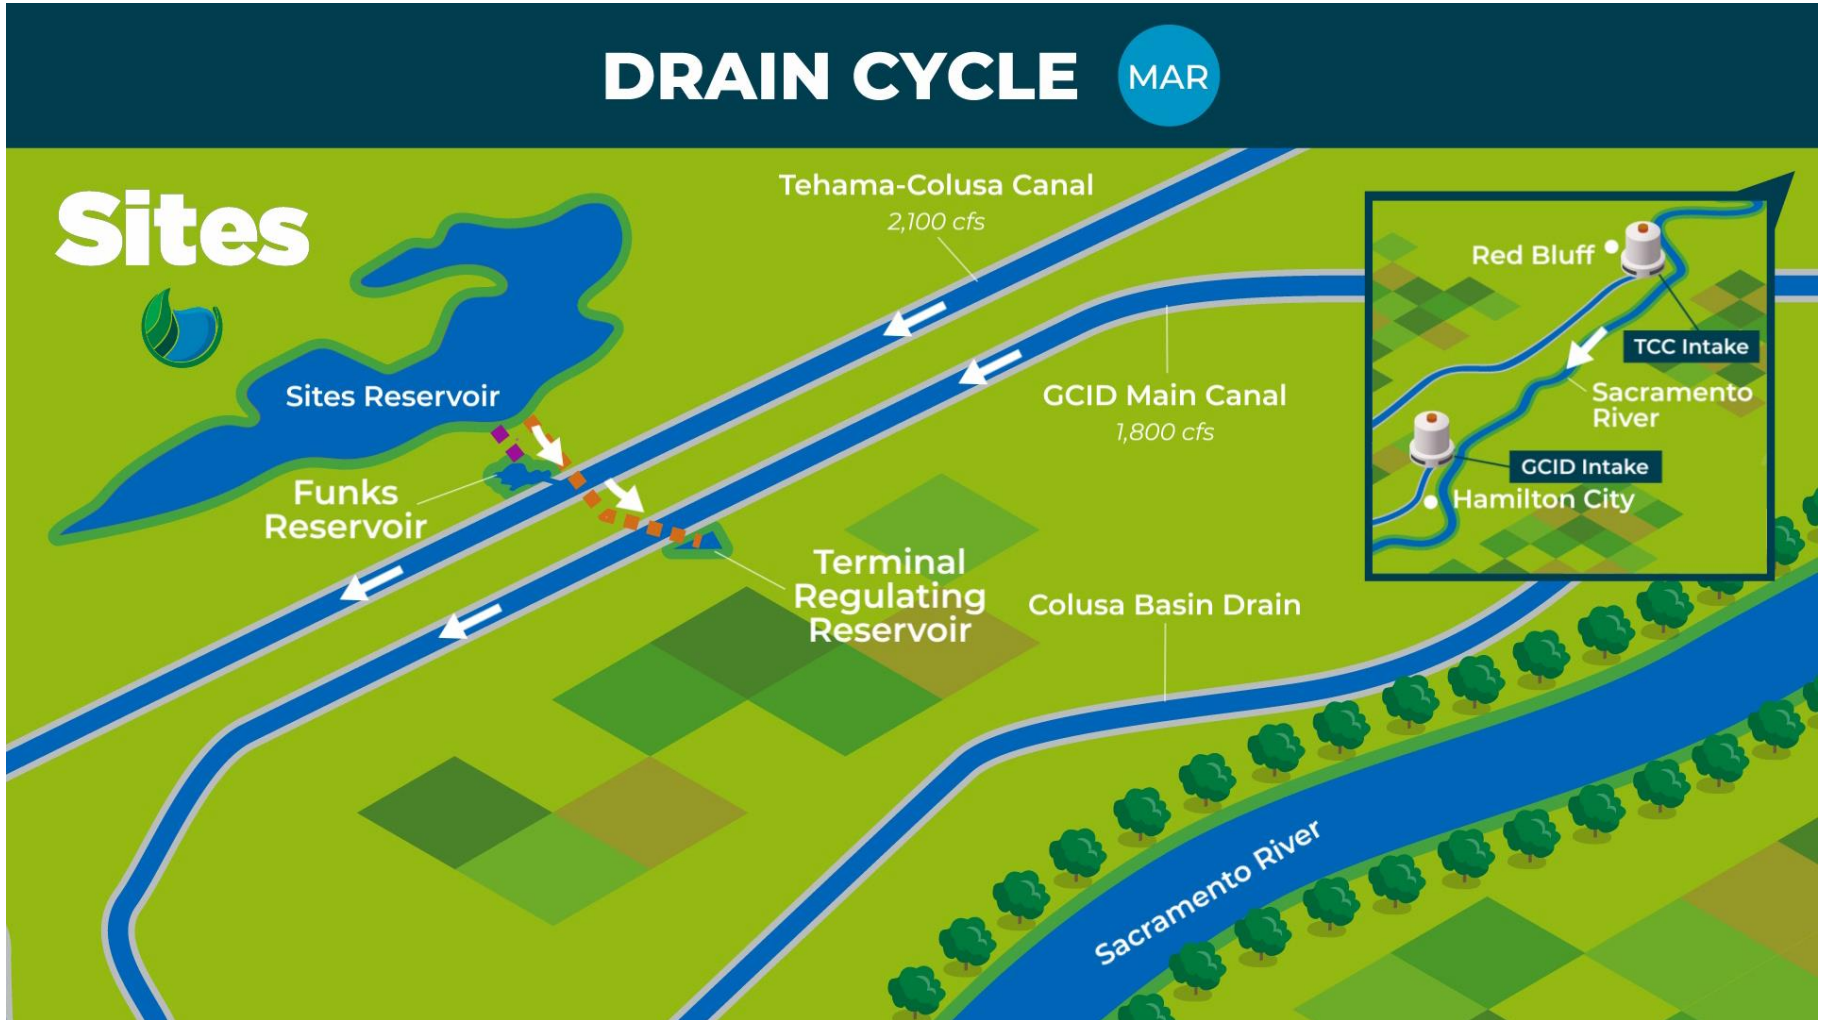 DRAIN CYCLE MAR
Sites
Tehama-Colusa Canal
2,100 cfs
GCID Main Canal
1,800 cfs
Sites Reservoir
Funks
Reservoir
Terminal
Regulating
Reservoir
Colusa Basin Drain
Sacramento River
Red Bluff
TCC Intake
Sacramento
River
GCID Intake
Hamilton City